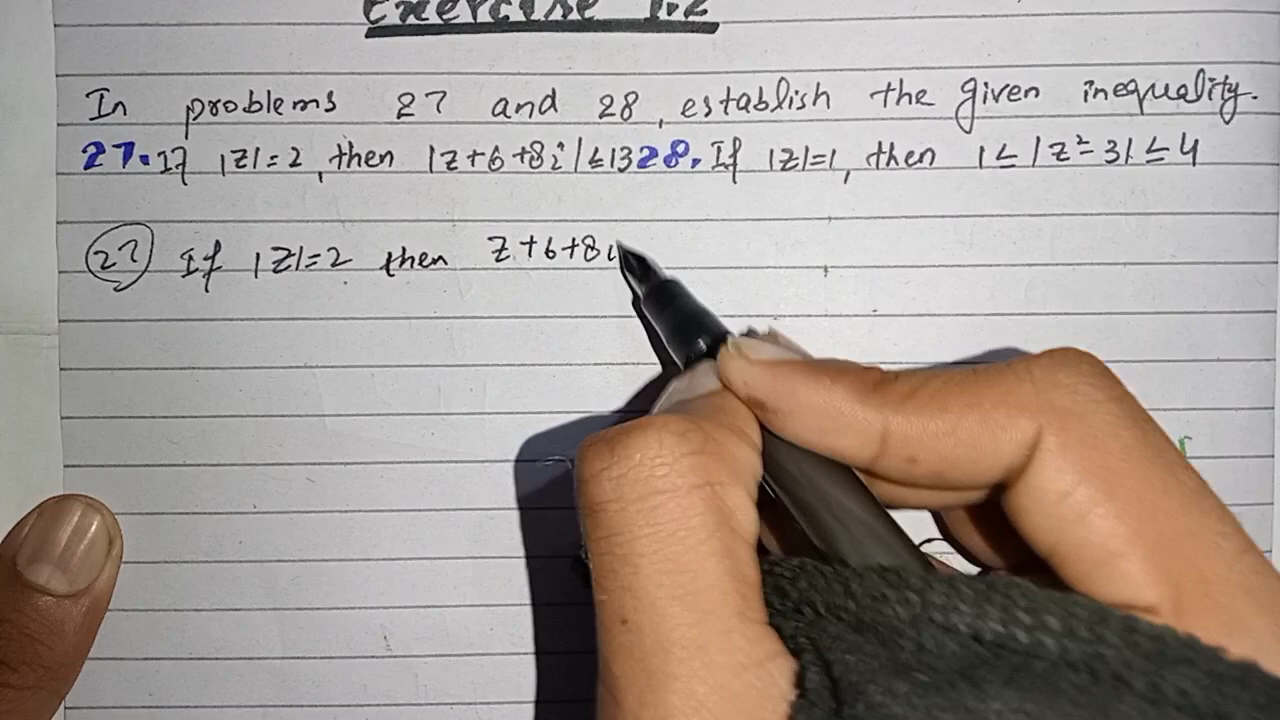 Exercise 1.2
In problems 27 and 28, establish the given inequality.
27. If |z|=2, then |z+6+8i|≤13 28. If |z|=1, then 1≤|z²-3|≤4
(27) If |z|=2 then z+6+8i